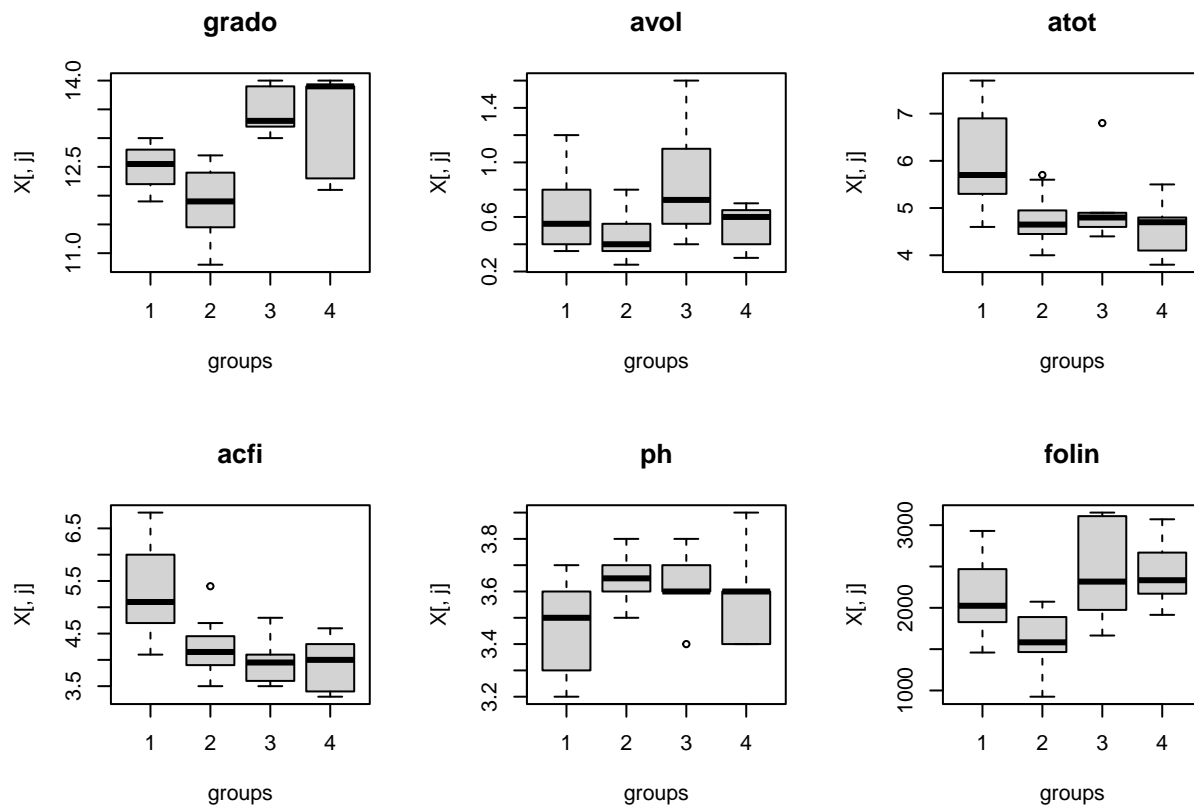 grado
X[, j]
14.0
12.5
11.0
1 2 3 4
groups
avol
X[, j]
1.4
1.0
0.6
0.2
1 2 3 4
groups
atot
X[, j]
7
6
5
4
1 2 3 4
groups
acfi
X[, j]
6.5
5.5
4.5
3.5
1 2 3 4
groups
ph
X[, j]
3.8
3.6
3.4
3.2
1 2 3 4
groups
folin
X[, j]
3000
2000
1000
1 2 3 4
groups